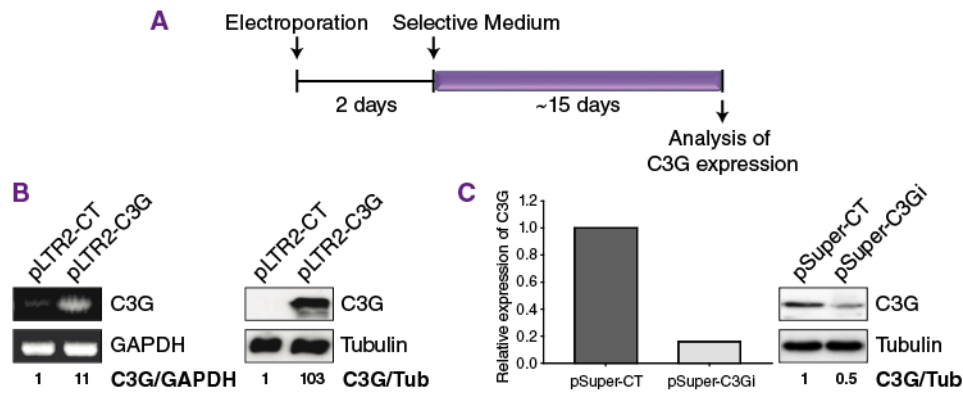 A
Electroporation Selective Medium
2 days
~15 days
Analysis of
C3G expression
B
pLTR2-CT
pLTR2-C3G
C3G
GAPDH
1 11 C3G/GAPDH
pLTR2-CT
pLTR2-C3G
C3G
Tubulin
1 103 C3G/Tub
C
Relative expression of C3G
1.2
1.0
0.8
0.6
0.4
0.2
0.0
pSuper-CT pSuper-C3Gi
pSuper-CT
pSuper-C3Gi
C3G
Tubulin
1 0.5 C3G/Tub